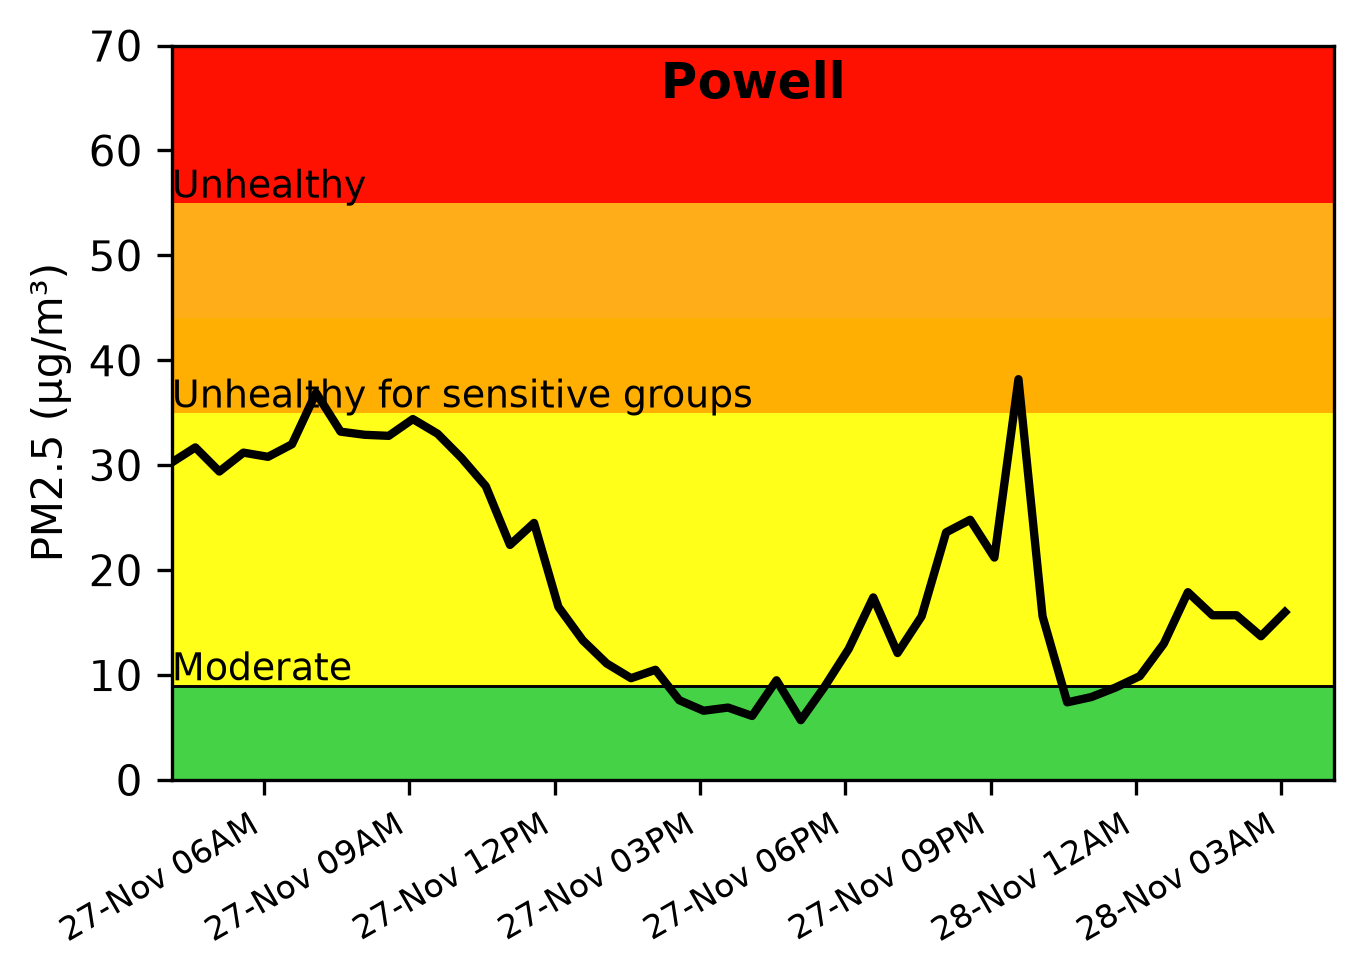 Powell
PM2.5 (µg/m³)
70
60
50
40
30
20
10
0
Unhealthy
Unhealthy for sensitive groups
Moderate
27-Nov 06AM
27-Nov 09AM
27-Nov 12PM
27-Nov 03PM
27-Nov 06PM
27-Nov 09PM
28-Nov 12AM
28-Nov 03AM